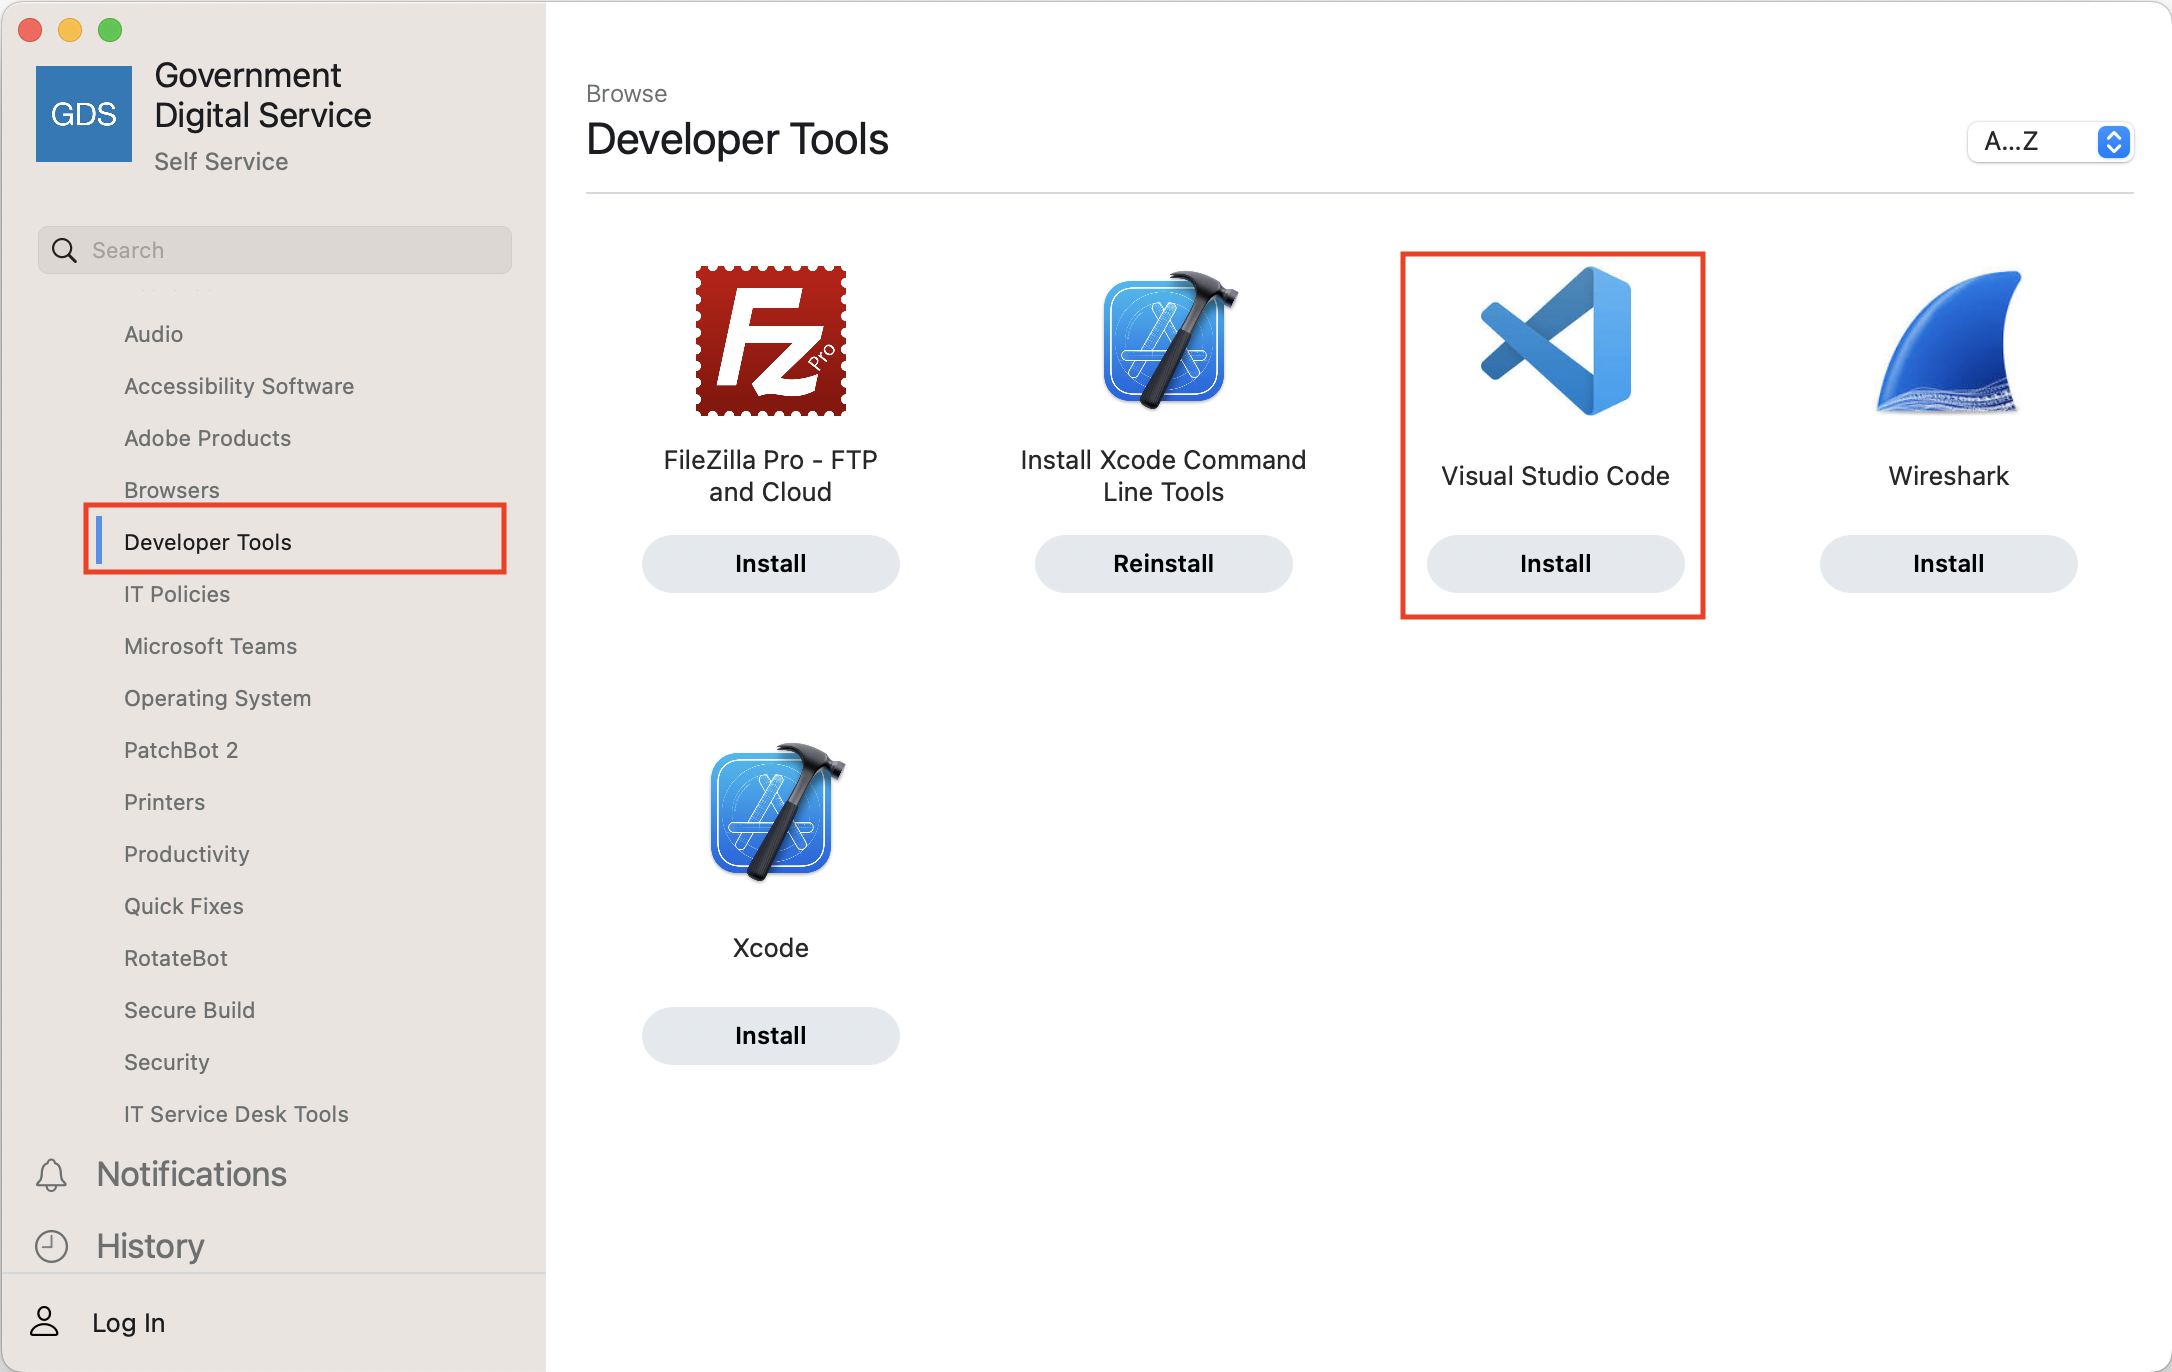 GDS
Government
Digital Service
Self Service
Search
Audio
Accessibility Software
Adobe Products
Browsers
Developer Tools
IT Policies
Microsoft Teams
Operating System
PatchBot 2
Printers
Productivity
Quick Fixes
RotateBot
Secure Build
Security
IT Service Desk Tools
Notifications
History
Log In
Browse
Developer Tools
A...Z
Fz Pro
FileZilla Pro - FTP
and Cloud
Install
Install Xcode Command
Line Tools
Reinstall
Visual Studio Code
Install
Wireshark
Install
Xcode
Install